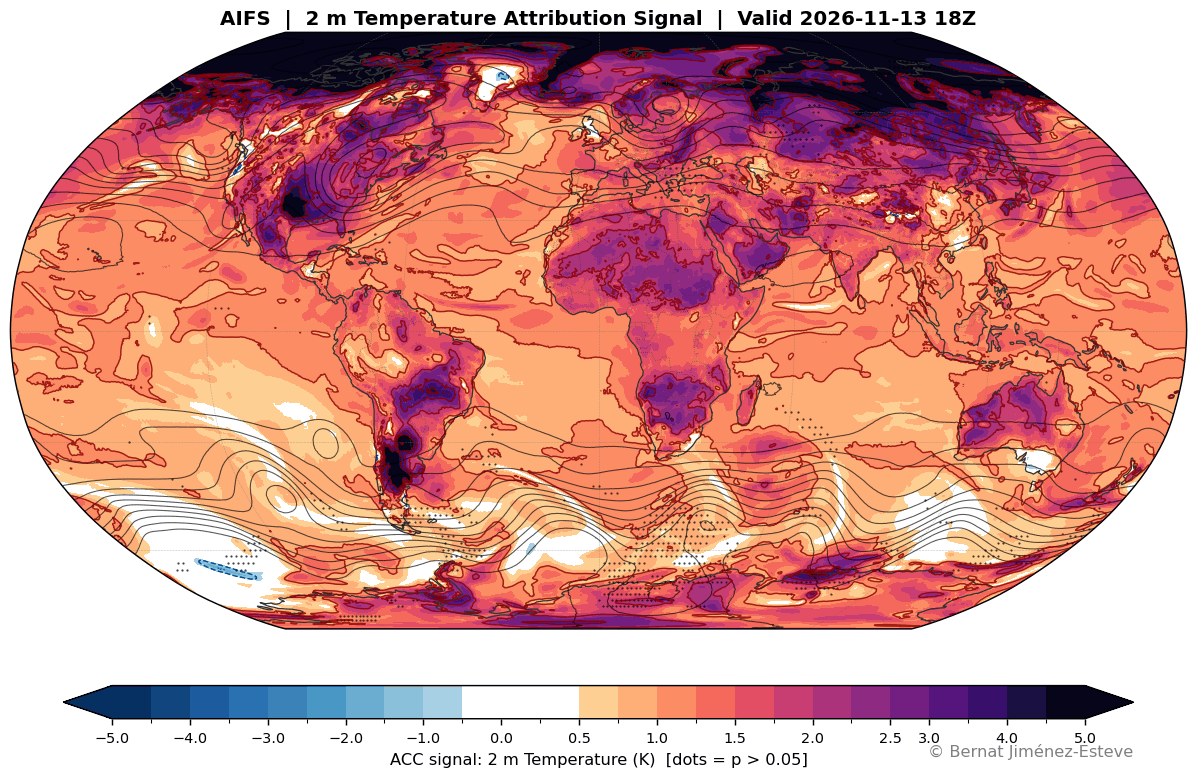 AIFS | 2 m Temperature Attribution Signal | Valid 2026-11-13 18Z
−5.0 −4.0 −3.0 −2.0 −1.0 0.0 0.5 1.0 1.5 2.0 2.5 3.0 4.0 5.0
© Bernat Jiménez-Esteve
ACC signal: 2 m Temperature (K) [dots = p > 0.05]